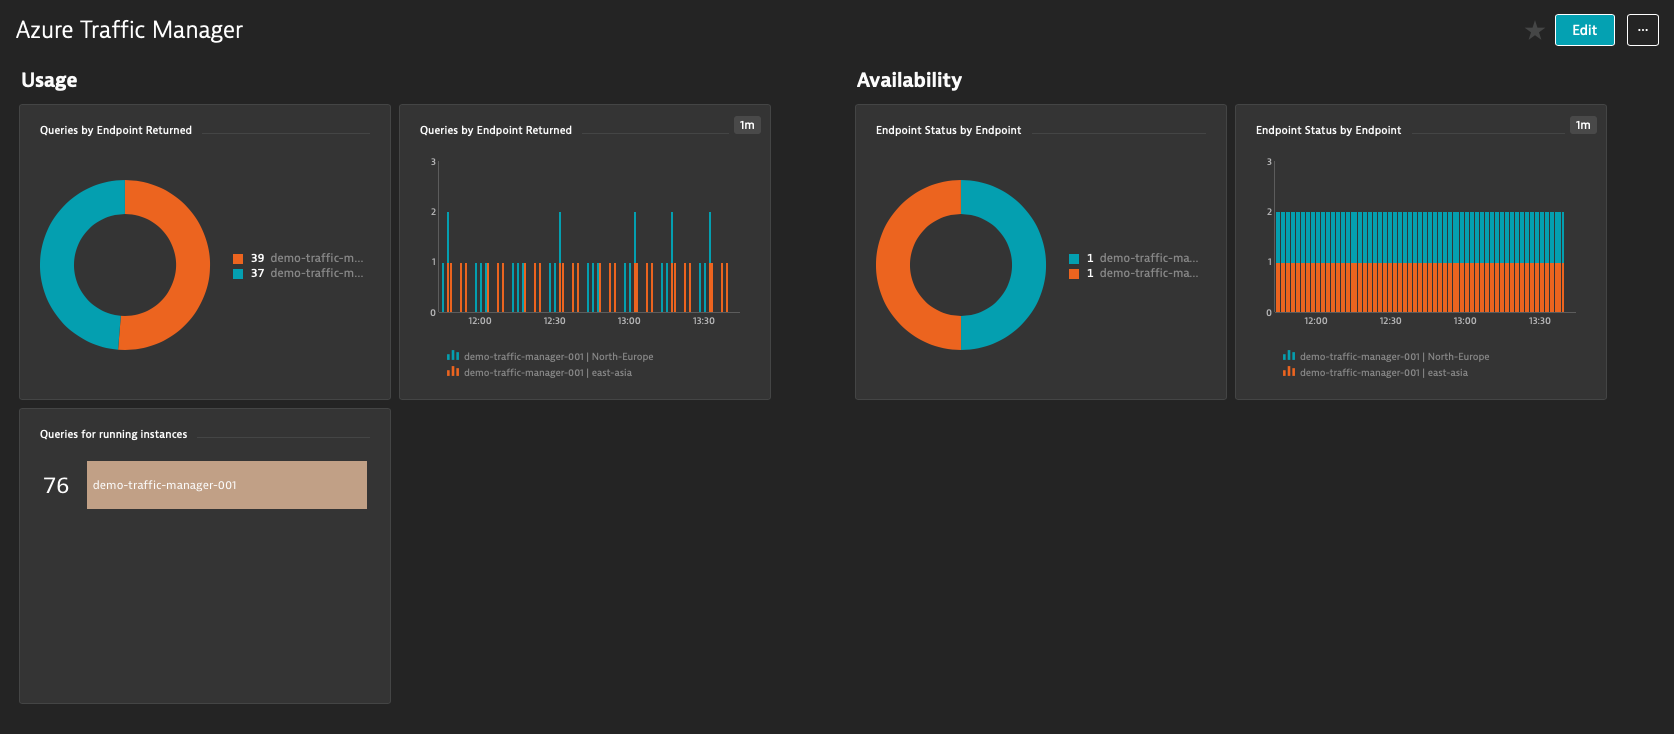 Azure Traffic Manager
Edit
...
Usage
Availability
Queries by Endpoint Returned
39 demo-traffic-m...
37 demo-traffic-m...
Queries by Endpoint Returned
1m
3
2
1
0
12:00 12:30 13:00 13:30
demo-traffic-manager-001 | North-Europe
demo-traffic-manager-001 | east-asia
Endpoint Status by Endpoint
1 demo-traffic-ma...
1 demo-traffic-ma...
Endpoint Status by Endpoint
1m
3
2
1
0
12:00 12:30 13:00 13:30
demo-traffic-manager-001 | North-Europe
demo-traffic-manager-001 | east-asia
Queries for running instances
76 demo-traffic-manager-001